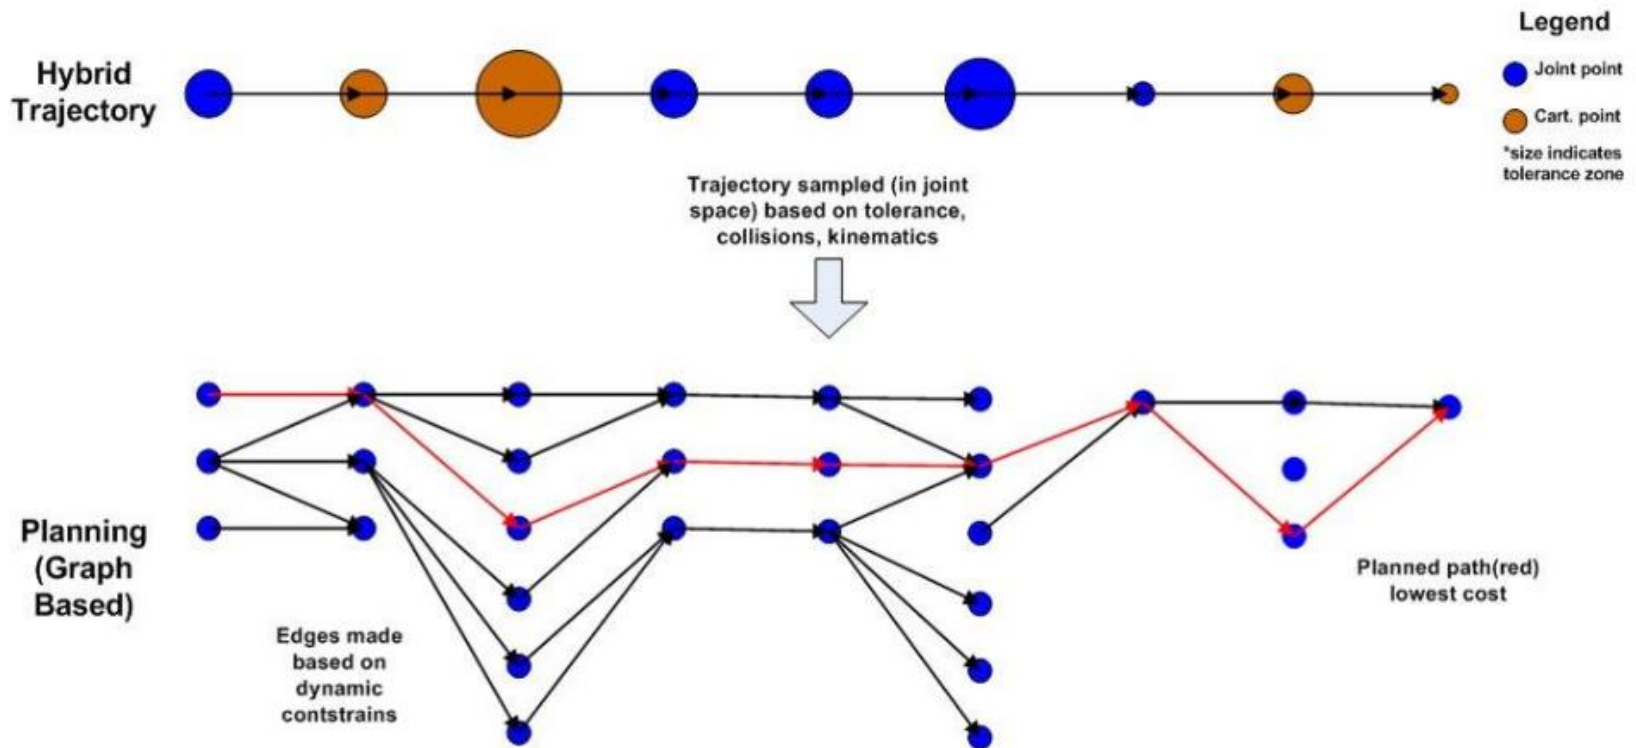 Legend
Joint point
Cart. point
*size indicates
tolerance zone
Hybrid
Trajectory
Trajectory sampled (in joint
space) based on tolerance,
collisions, kinematics
Planning
(Graph
Based)
Edges made
based on
dynamic
contstrains
Planned path(red)
lowest cost